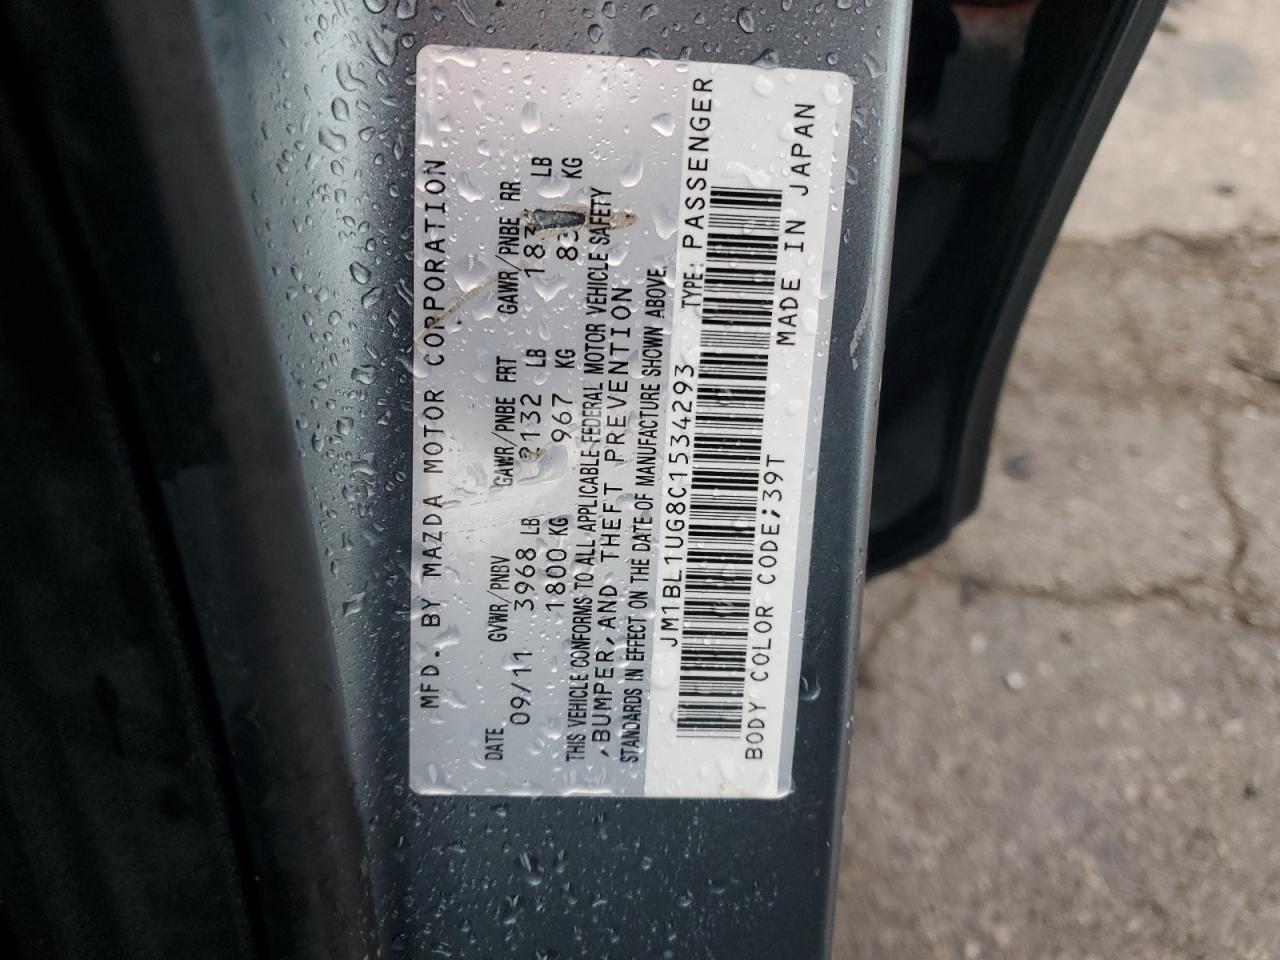 MFD. BY MAZDA MOTOR CORPORATION
DATE GVWR/PNBV GAWR/PNBE FRT GAWR/PNBE RR
09/11 3968 LB 2132 LB LB
1800 KG 967 KG KG
THIS VEHICLE CONFORMS TO ALL APPLICABLE FEDERAL MOTOR VEHICLE SAFETY
,BUMPER,AND THEFT PREVENTION
STANDARDS IN EFFECT ON THE DATE OF MANUFACTURE SHOWN ABOVE.
JM1BL1UG8C1534293 TYPE: PASSENGER
BODY COLOR CODE;39T MADE IN JAPAN